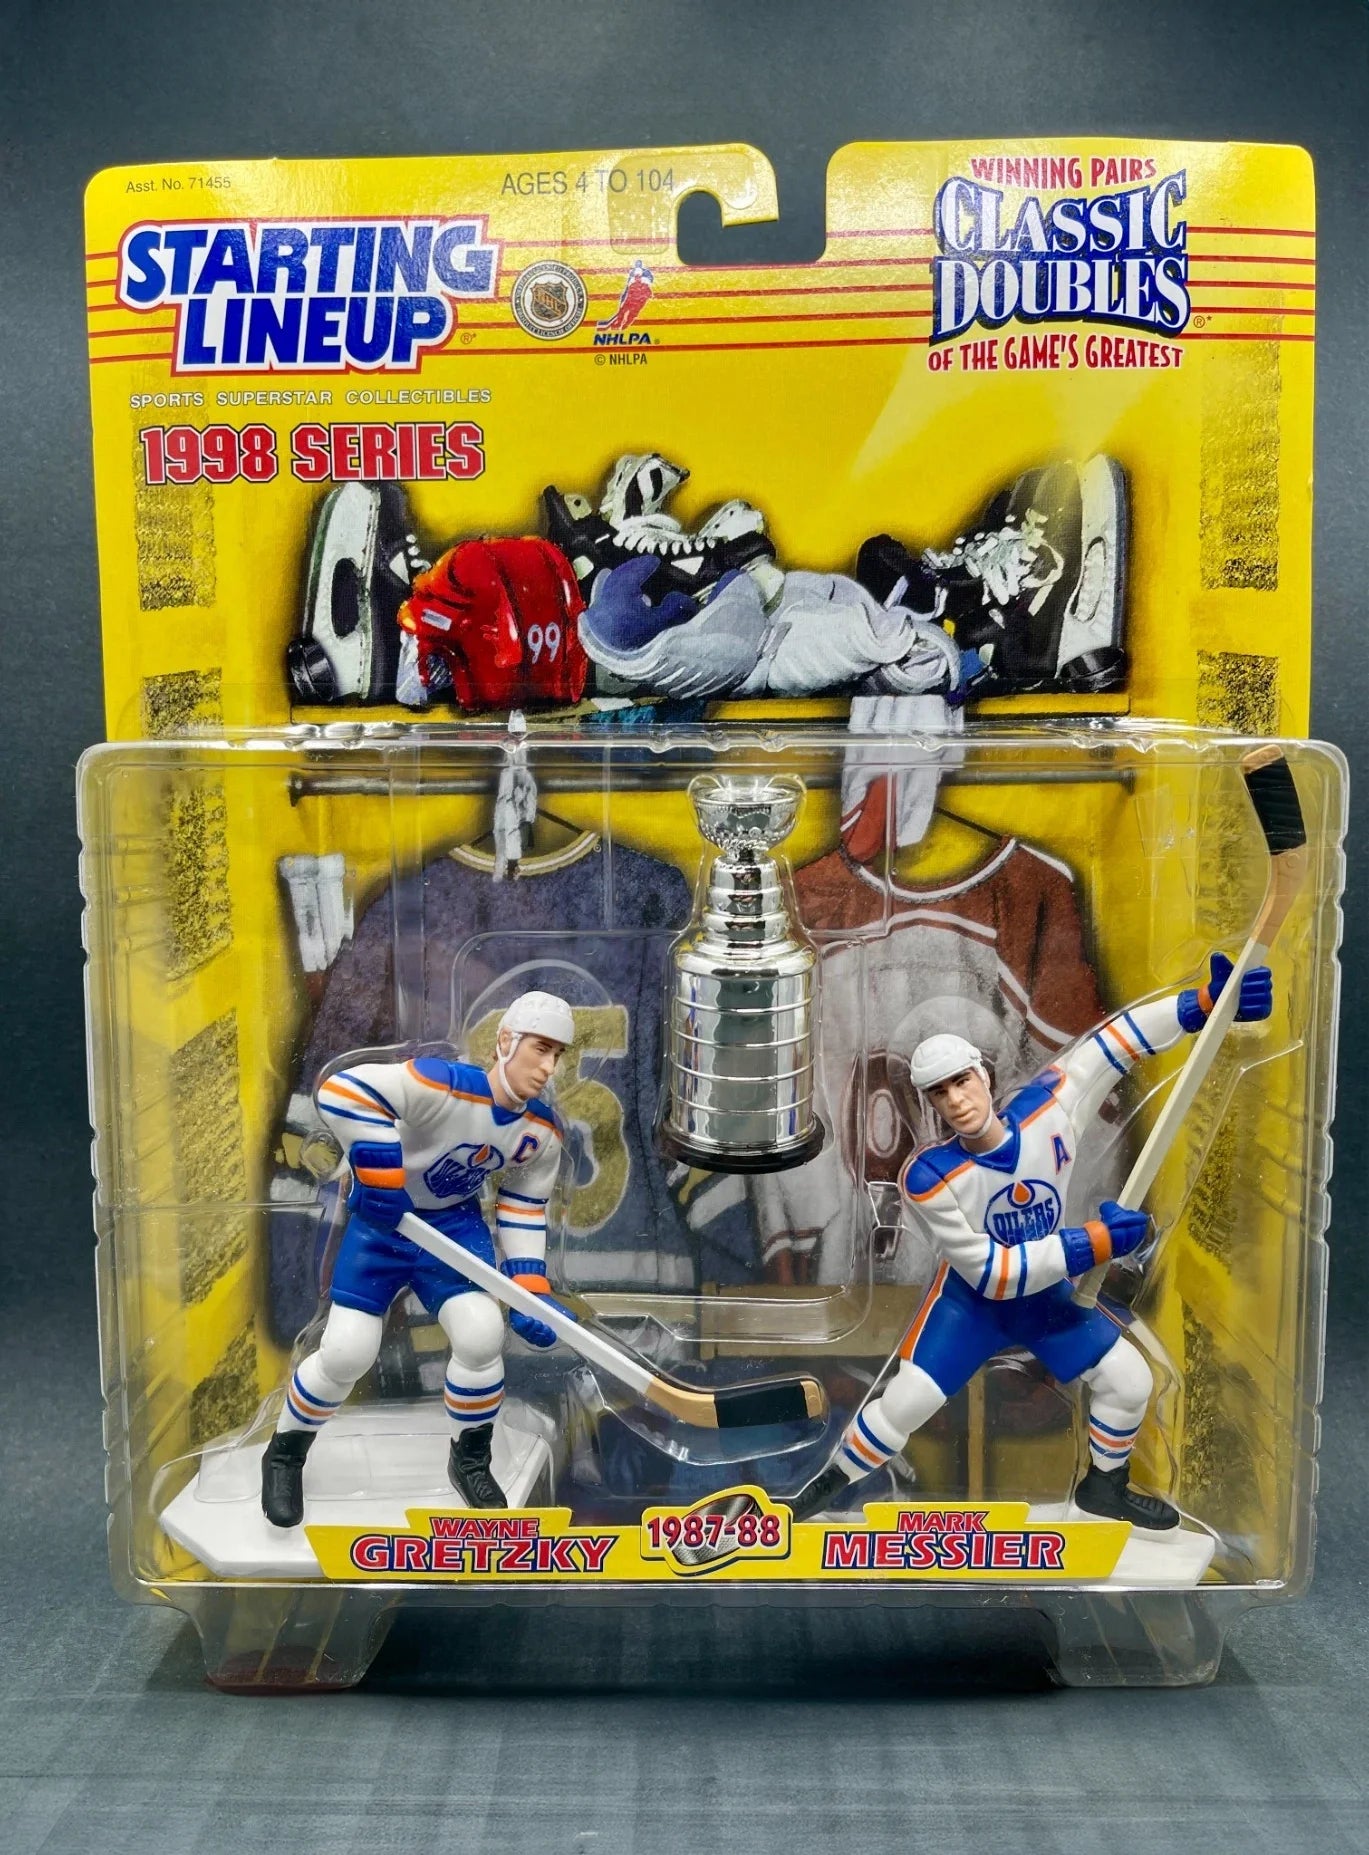 Asst. No. 71455
AGES 4 TO 104
WINNING PAIRS
CLASSIC
DOUBLES®*
OF THE GAME'S GREATEST
STARTING
LINEUP®*
NHL
NHLPA®
© NHLPA
SPORTS SUPERSTAR COLLECTIBLES
1998 SERIES
99
C
A
OILERS
WAYNE
GRETZKY
1987-88
MARK
MESSIER